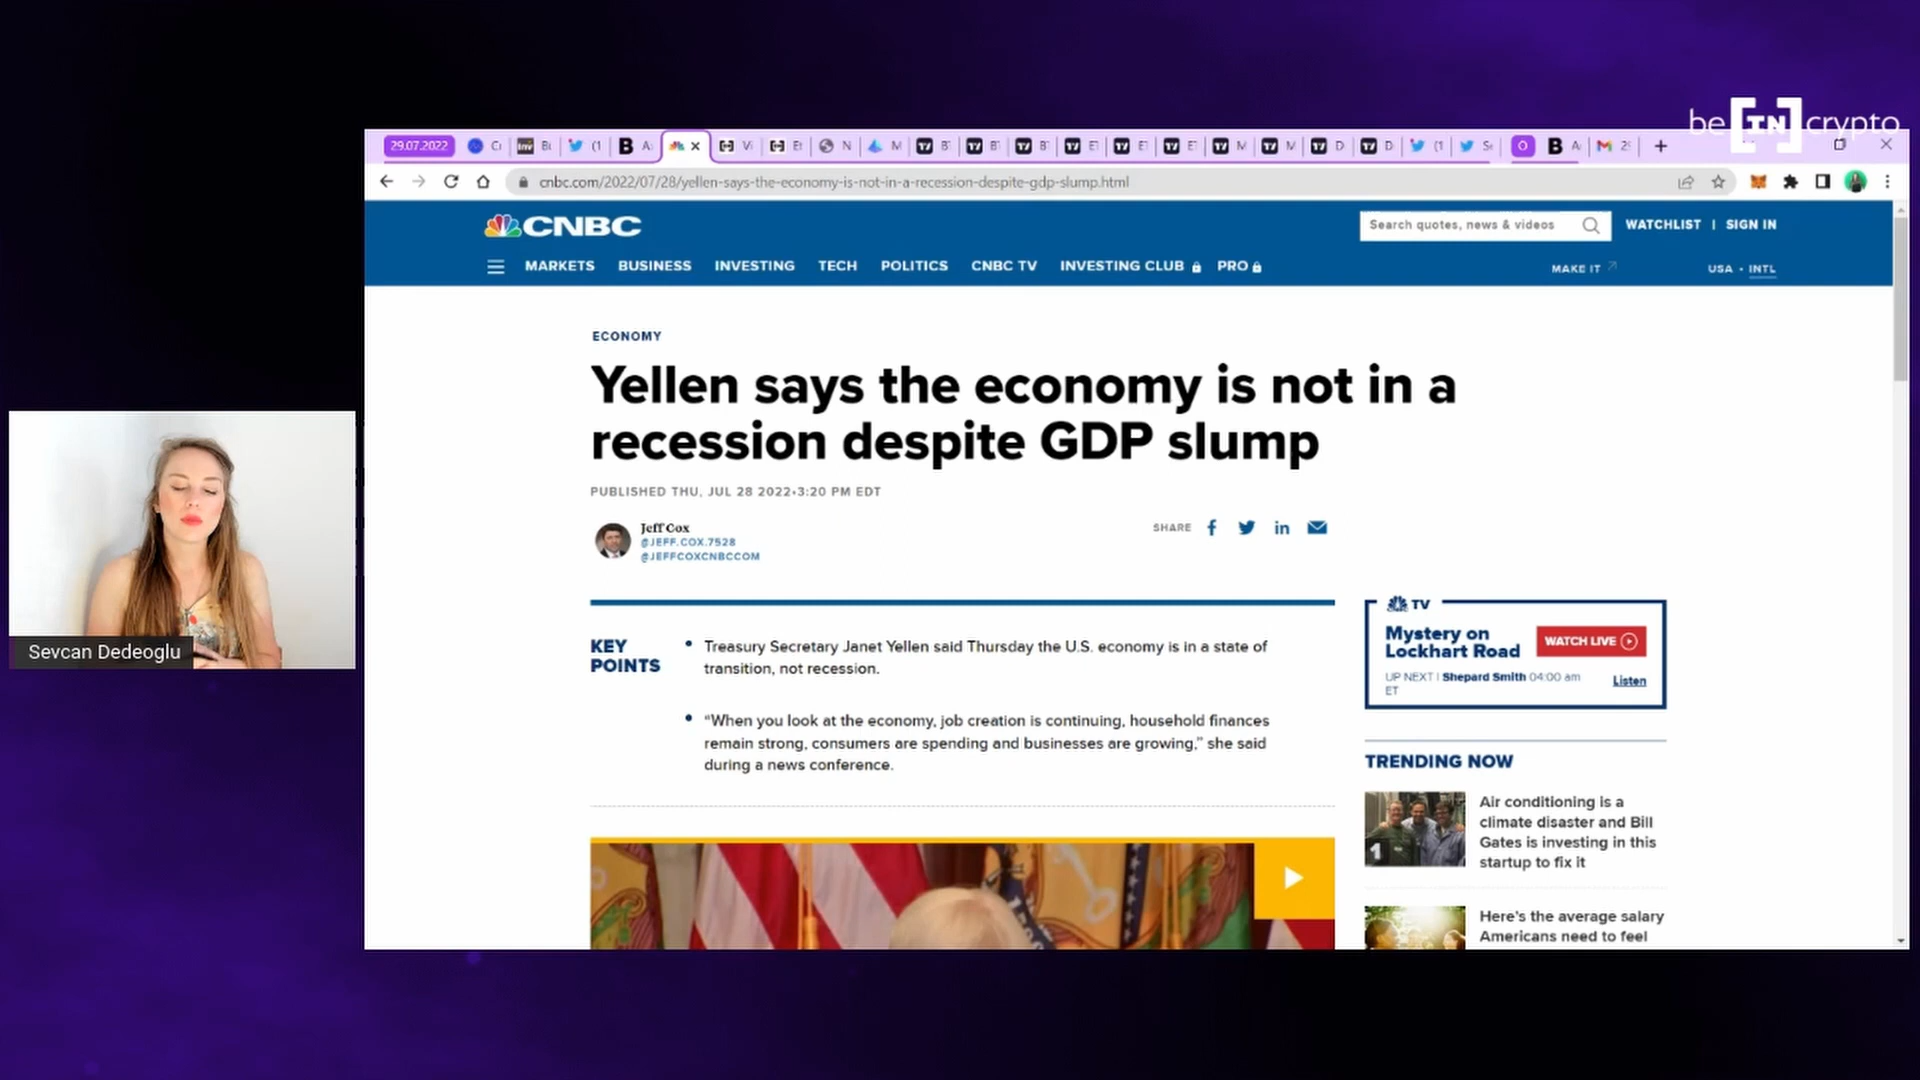 be[IN]crypto
29.07.2022
cnbc.com/2022/07/28/yellen-says-the-economy-is-not-in-a-recession-despite-gdp-slump.html
CNBC
Search quotes, news & videos
WATCHLIST | SIGN IN
MARKETS BUSINESS INVESTING TECH POLITICS CNBC TV INVESTING CLUB PRO
MAKE IT
USA • INTL
ECONOMY
Yellen says the economy is not in a
recession despite GDP slump
PUBLISHED THU, JUL 28 2022•3:20 PM EDT
Jeff Cox
@JEFF.COX.7528
@JEFFCOXCNBCCOM
SHARE
KEY
POINTS
Treasury Secretary Janet Yellen said Thursday the U.S. economy is in a state of
transition, not recession.
“When you look at the economy, job creation is continuing, household finances
remain strong, consumers are spending and businesses are growing,” she said
during a news conference.
TV
Mystery on
Lockhart Road
WATCH LIVE
UP NEXT | Shepard Smith 04:00 am
ET
Listen
TRENDING NOW
1
Air conditioning is a
climate disaster and Bill
Gates is investing in this
startup to fix it
Here's the average salary
Americans need to feel
Sevcan Dedeoglu